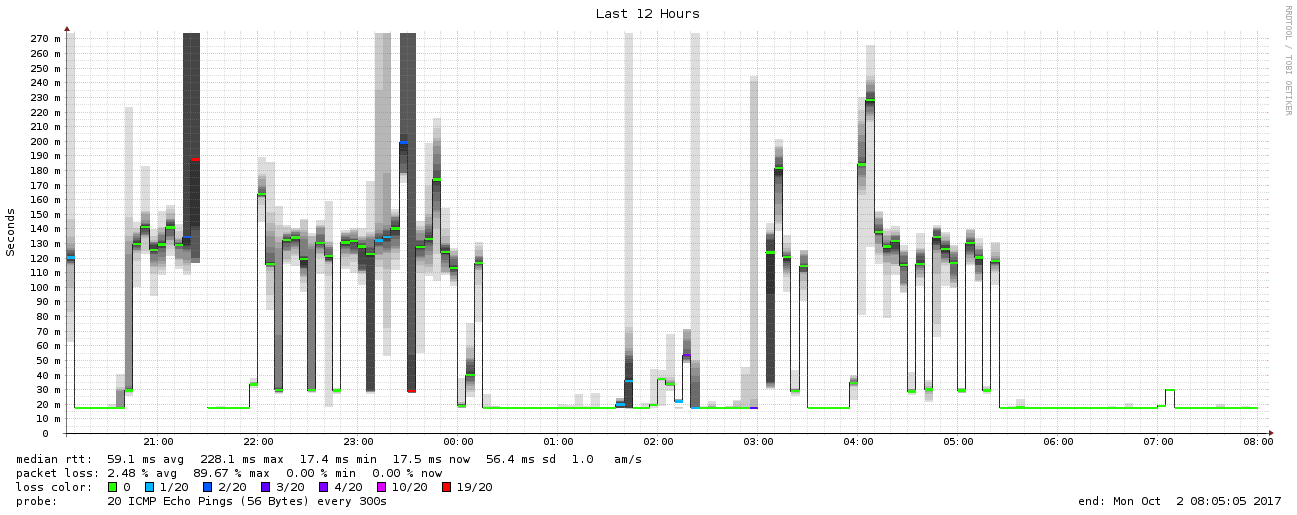 Last 12 Hours
RRDTOOL / TOBI OETIKER
Seconds
270 m
260 m
250 m
240 m
230 m
220 m
210 m
200 m
190 m
180 m
170 m
160 m
150 m
140 m
130 m
120 m
110 m
100 m
90 m
80 m
70 m
60 m
50 m
40 m
30 m
20 m
10 m
0
21:00 22:00 23:00 00:00 01:00 02:00 03:00 04:00 05:00 06:00 07:00 08:00
median rtt: 59.1 ms avg 228.1 ms max 17.4 ms min 17.5 ms now 56.4 ms sd 1.0 am/s
packet loss: 2.48 % avg 89.67 % max 0.00 % min 0.00 % now
loss color: 0 1/20 2/20 3/20 4/20 10/20 19/20
probe: 20 ICMP Echo Pings (56 Bytes) every 300s end: Mon Oct 2 08:05:05 2017